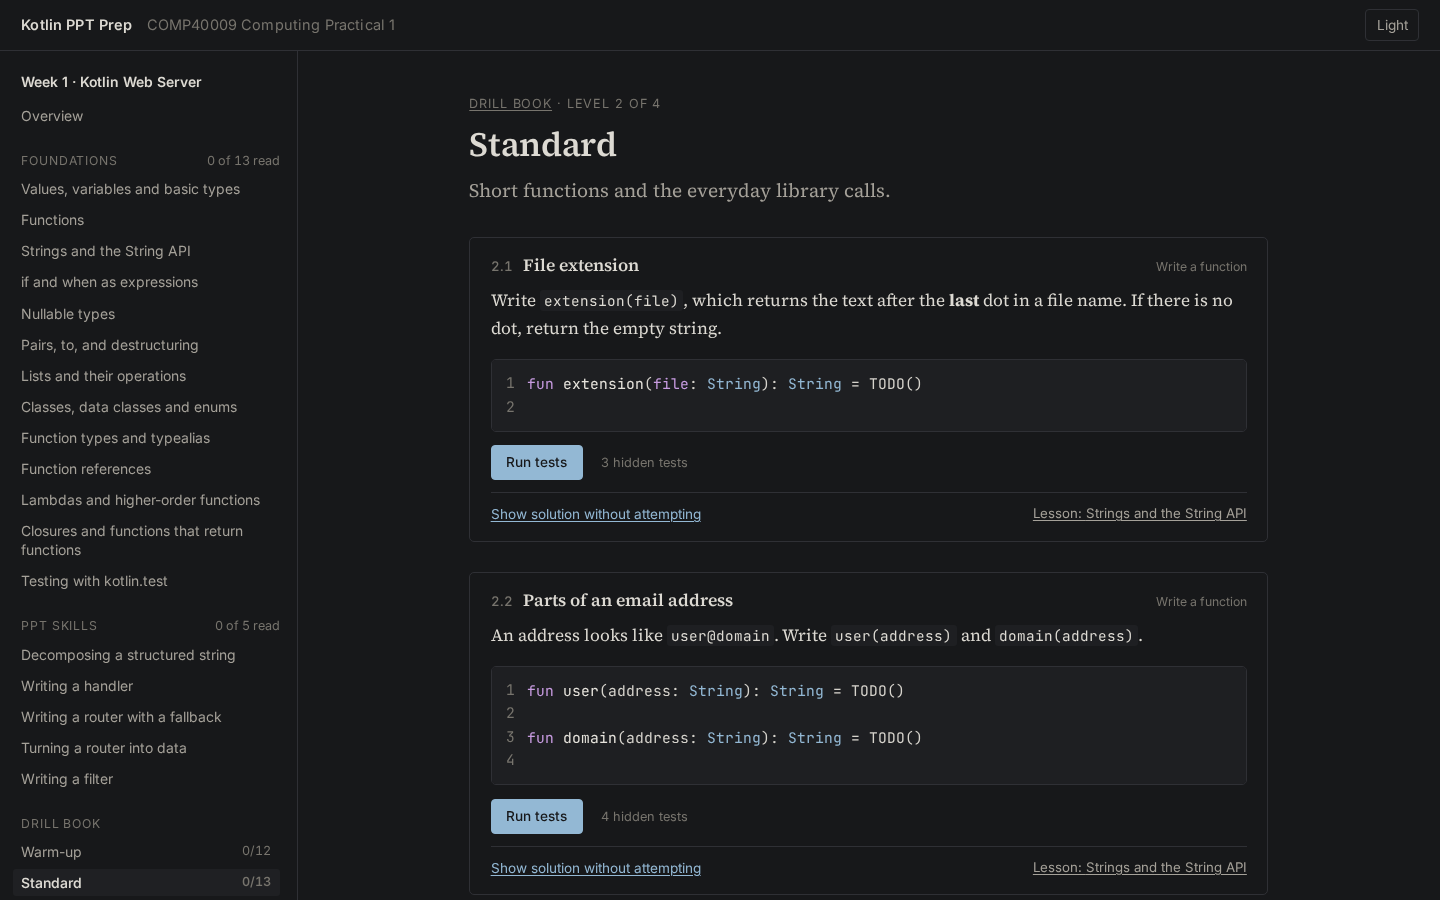 Kotlin PPT Prep COMP40009 Computing Practical 1
Light
Week 1 · Kotlin Web Server
Overview
FOUNDATIONS 0 of 13 read
Values, variables and basic types
Functions
Strings and the String API
if and when as expressions
Nullable types
Pairs, to, and destructuring
Lists and their operations
Classes, data classes and enums
Function types and typealias
Function references
Lambdas and higher-order functions
Closures and functions that return
functions
Testing with kotlin.test
PPT SKILLS 0 of 5 read
Decomposing a structured string
Writing a handler
Writing a router with a fallback
Turning a router into data
Writing a filter
DRILL BOOK
Warm-up 0/12
Standard 0/13
DRILL BOOK · LEVEL 2 OF 4
Standard
Short functions and the everyday library calls.
2.1 File extension Write a function
Write extension(file), which returns the text after the last dot in a file name. If there is no
dot, return the empty string.
1 fun extension(file: String): String = TODO()
2
Run tests 3 hidden tests
Show solution without attempting Lesson: Strings and the String API
2.2 Parts of an email address Write a function
An address looks like user@domain. Write user(address) and domain(address).
1 fun user(address: String): String = TODO()
2
3 fun domain(address: String): String = TODO()
4
Run tests 4 hidden tests
Show solution without attempting Lesson: Strings and the String API